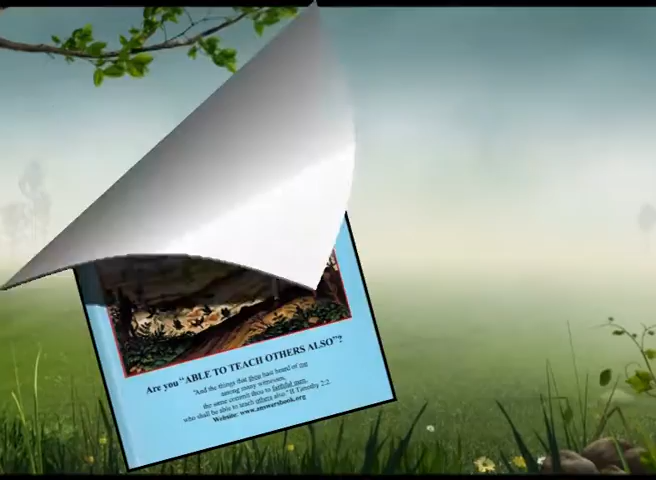 Are you "ABLE TO TEACH OTHERS ALSO"?
"And the things that thou hast heard of me
among many witnesses,
the same commit thou to faithful men,
who shall be able to teach others also." II Timothy 2:2.
Website: www.answersbook.org